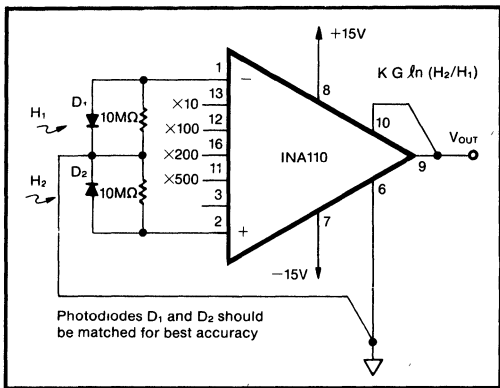 +15V
K G ln (H₂/H₁)
1
−
8
13
×10
D₁
10MΩ
H₁
12
×100
10
16
×200
INA110
VOUT
9
H₂
D₂
10MΩ
11
×500
6
3
2
+
7
−15V
Photodiodes D₁ and D₂ should
be matched for best accuracy